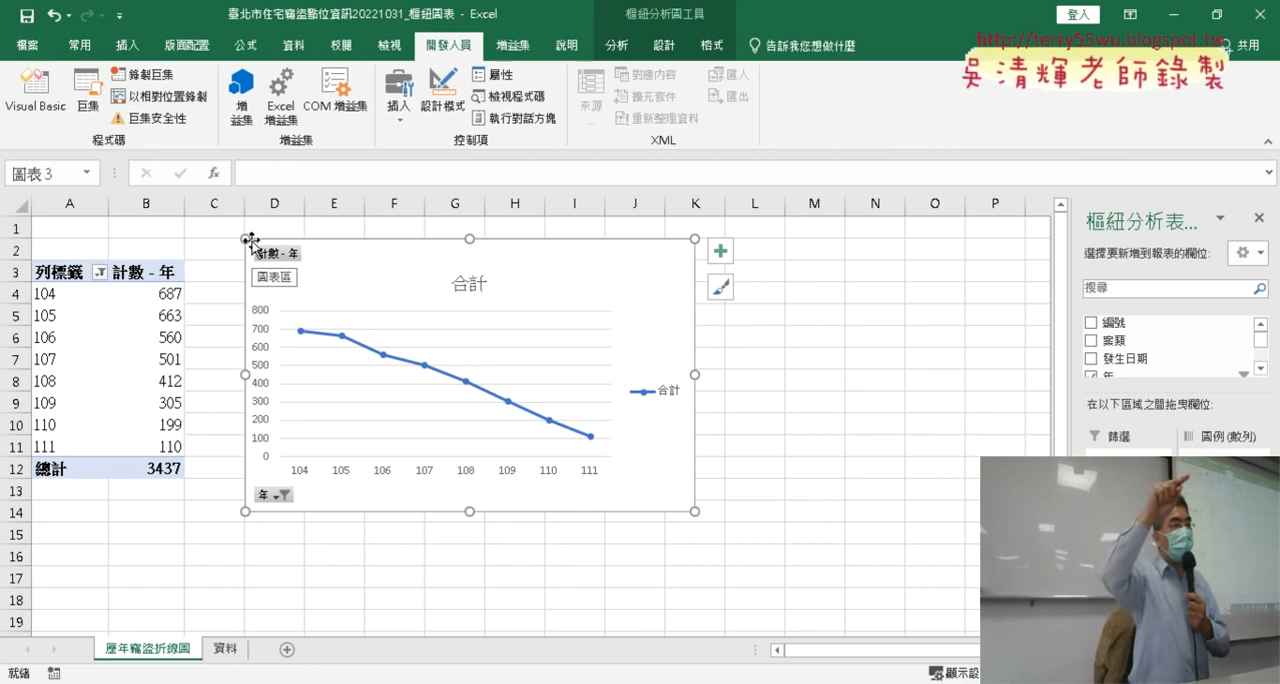 臺北市住宅竊盜點位資訊20221031_樞紐圖表 - Excel
樞紐分析圖工具
登入
檔案 常用 插入 版面配置 公式 資料 校閱 檢視 開發人員 增益集 說明 分析 設計 格式 告訴我您想做什麼 共用
http://terry55wu.blogspot.tw
吳清輝老師錄製
Visual Basic
巨集
錄製巨集
以相對位置錄製
巨集安全性
程式碼
增益集
Excel 增益集
COM 增益集
增益集
插入
設計模式
屬性
檢視程式碼
執行對話方塊
控制項
來源
對應內容
擴充套件
重新整理資料
匯入
匯出
XML
圖表 3
fx
A B C D E F G H I J K L M N O P
1
2
3 列標籤 計數 - 年
4 104 687
5 105 663
6 106 560
7 107 501
8 108 412
9 109 305
10 110 199
11 111 110
12 總計 3437
13
14
15
16
17
18
19
計數 - 年
圖表區
合計
800
700
600
500
400
300
200
100
0
104 105 106 107 108 109 110 111
合計
年
樞紐分析表...
選擇要新增到報表的欄位:
搜尋
編號
案類
發生日期
年
在以下區域之間拖曳欄位:
篩選
圖例 (數列)
歷年竊盜折線圖 資料
就緒
顯示設